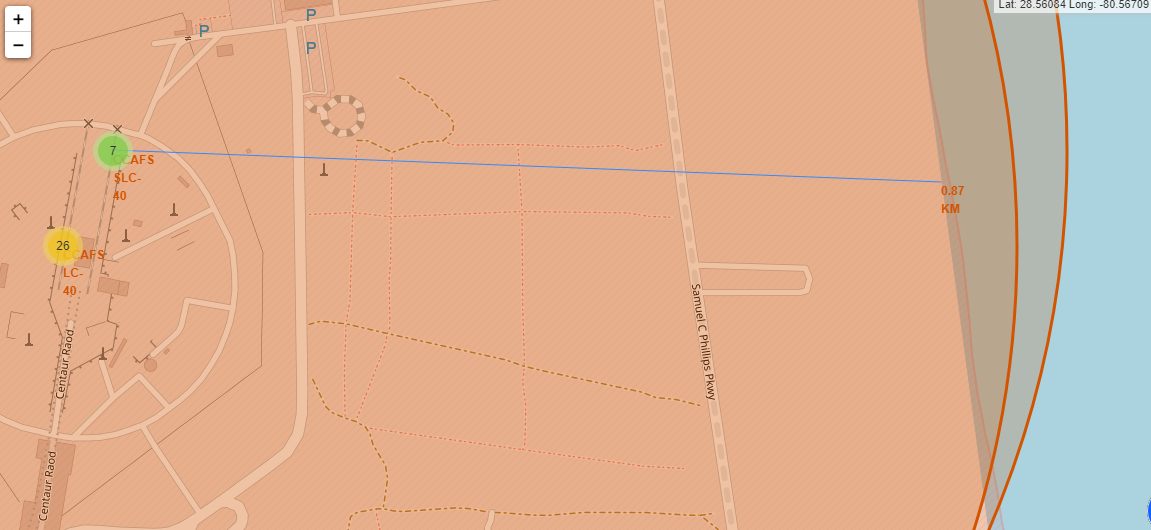 +
−
Lat: 28.56084 Long: -80.56709
P
P
P
7
CCAFS
SLC-
40
0.87
KM
26
CCAFS
LC-
40
Samuel C Phillips Pkwy
Centaur Raod
Centaur Raod